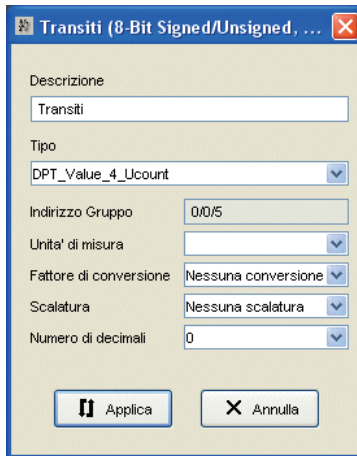 Transiti (8-Bit Signed/Unsigned, ...
Descrizione
Transiti
Tipo
DPT_Value_4_Ucount
Indirizzo Gruppo 0/0/5
Unita' di misura
Fattore di conversione Nessuna conversione
Scalatura Nessuna scalatura
Numero di decimali 0
Applica Annulla